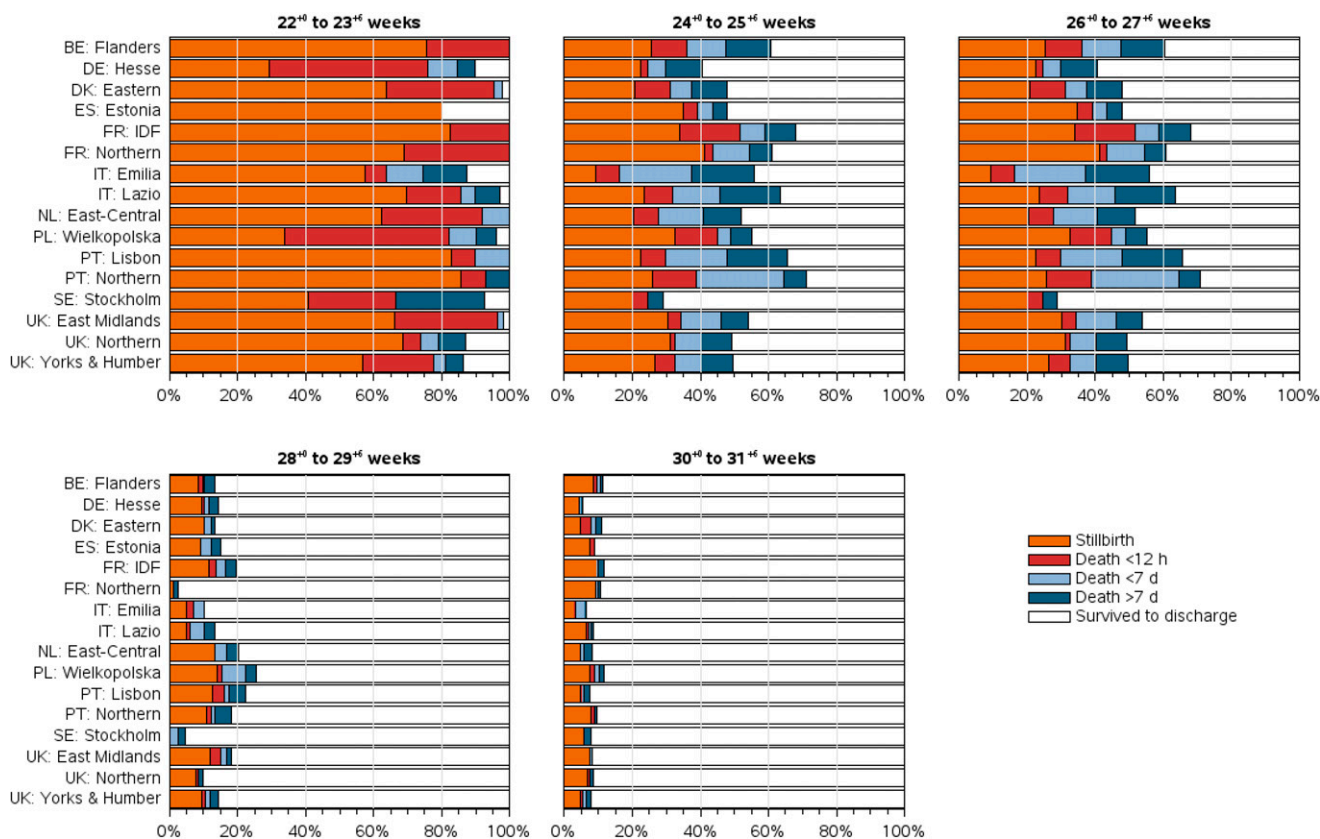 22⁺⁰ to 23⁺⁶ weeks
24⁺⁰ to 25⁺⁶ weeks
26⁺⁰ to 27⁺⁶ weeks
BE: Flanders
DE: Hesse
DK: Eastern
ES: Estonia
FR: IDF
FR: Northern
IT: Emilia
IT: Lazio
NL: East-Central
PL: Wielkopolska
PT: Lisbon
PT: Northern
SE: Stockholm
UK: East Midlands
UK: Northern
UK: Yorks & Humber
0% 20% 40% 60% 80% 100%
0% 20% 40% 60% 80% 100%
0% 20% 40% 60% 80% 100%
28⁺⁰ to 29⁺⁶ weeks
30⁺⁰ to 31⁺⁶ weeks
BE: Flanders
DE: Hesse
DK: Eastern
ES: Estonia
FR: IDF
FR: Northern
IT: Emilia
IT: Lazio
NL: East-Central
PL: Wielkopolska
PT: Lisbon
PT: Northern
SE: Stockholm
UK: East Midlands
UK: Northern
UK: Yorks & Humber
0% 20% 40% 60% 80% 100%
0% 20% 40% 60% 80% 100%
Stillbirth
Death <12 h
Death <7 d
Death >7 d
Survived to discharge